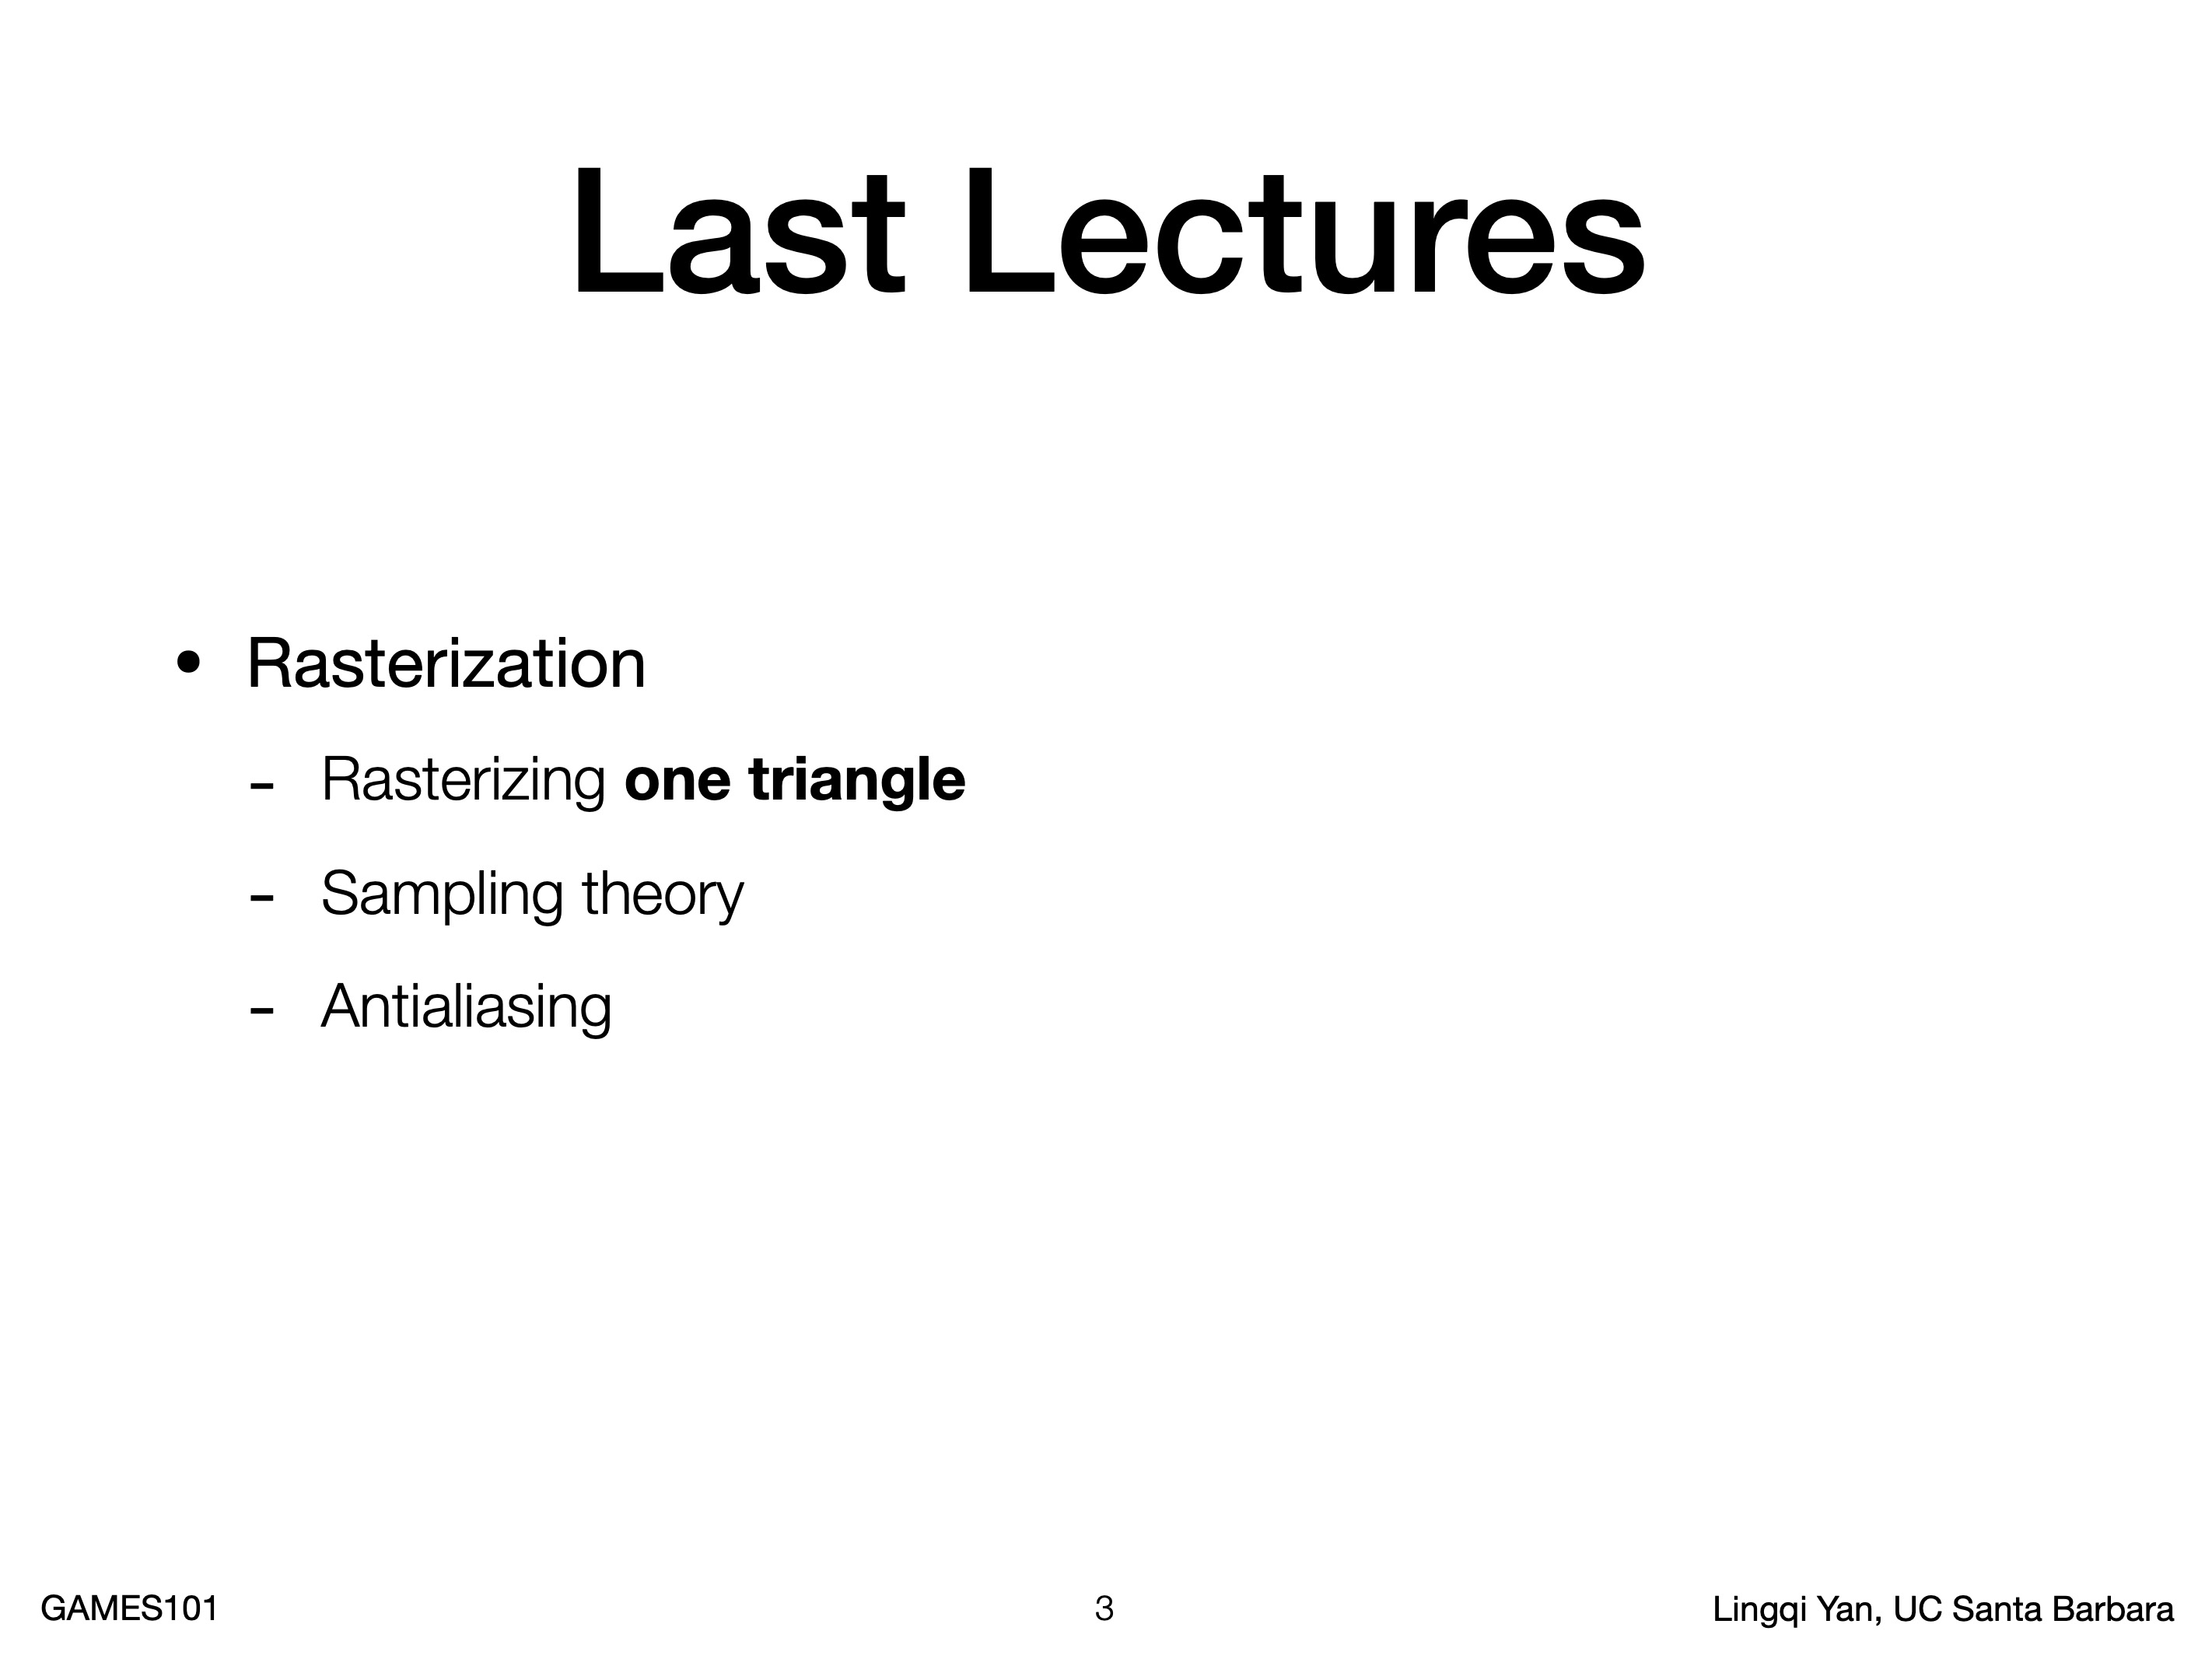 Last Lectures
• Rasterization
- Rasterizing one triangle
- Sampling theory
- Antialiasing
GAMES101
3
Lingqi Yan, UC Santa Barbara